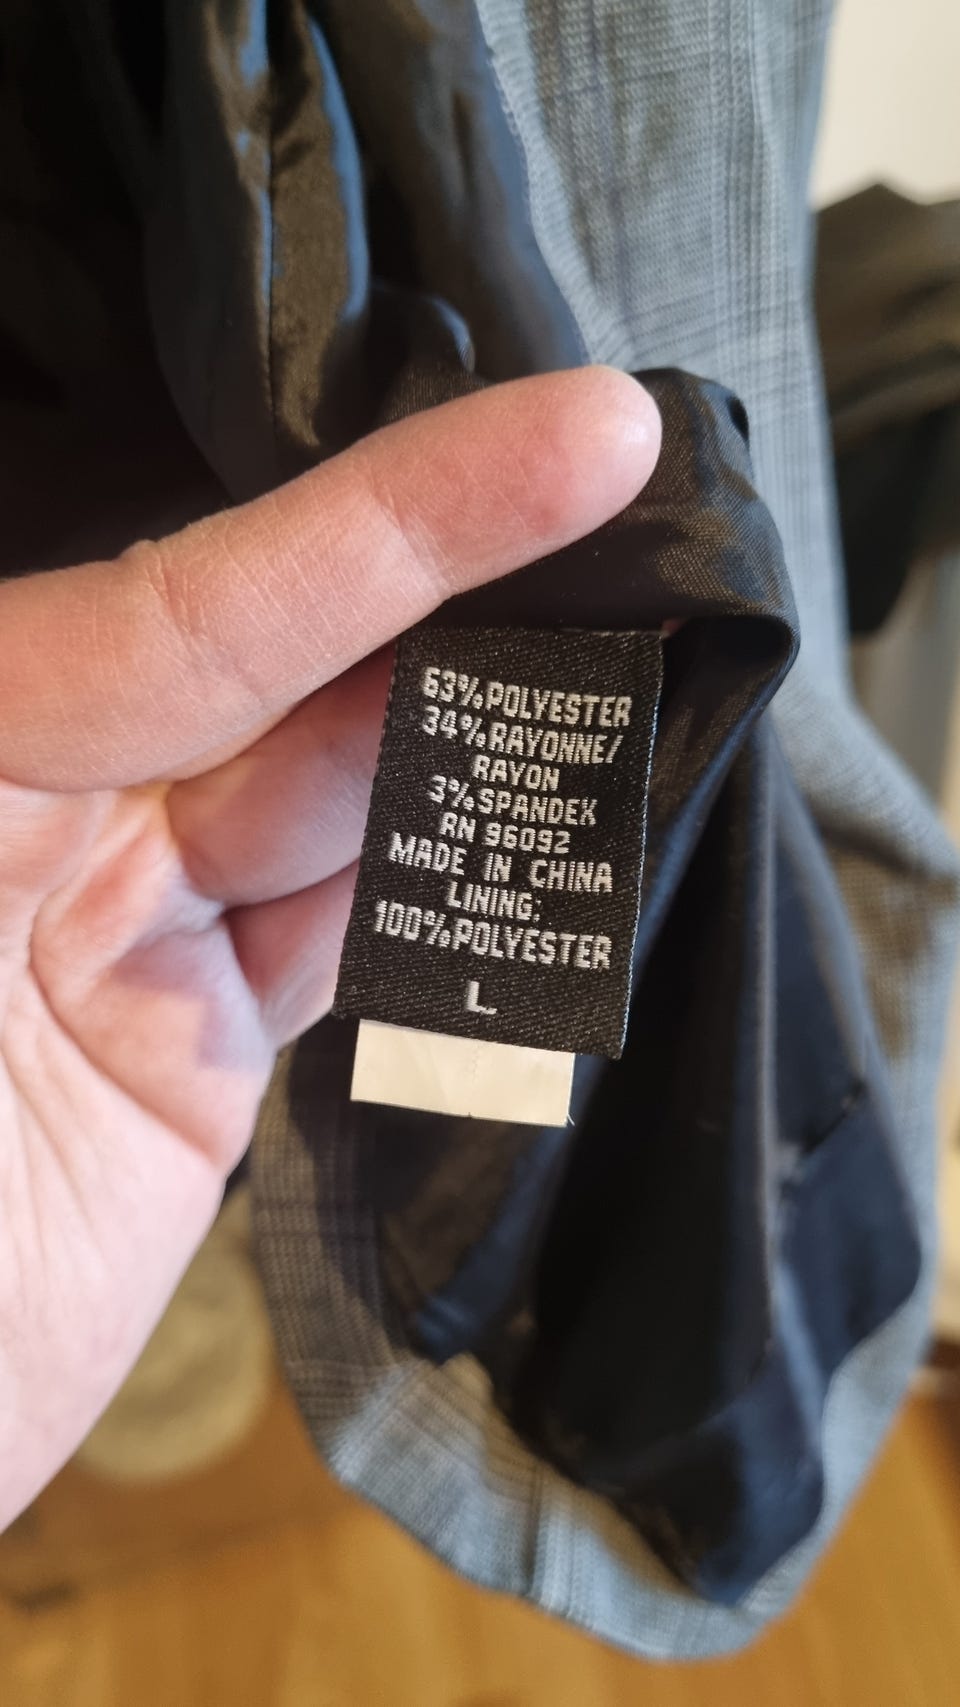 63%POLYESTER
34%RAYONNE/
RAYON
3%SPANDEX
RN 96092
MADE IN CHINA
LINING:
100%POLYESTER
L